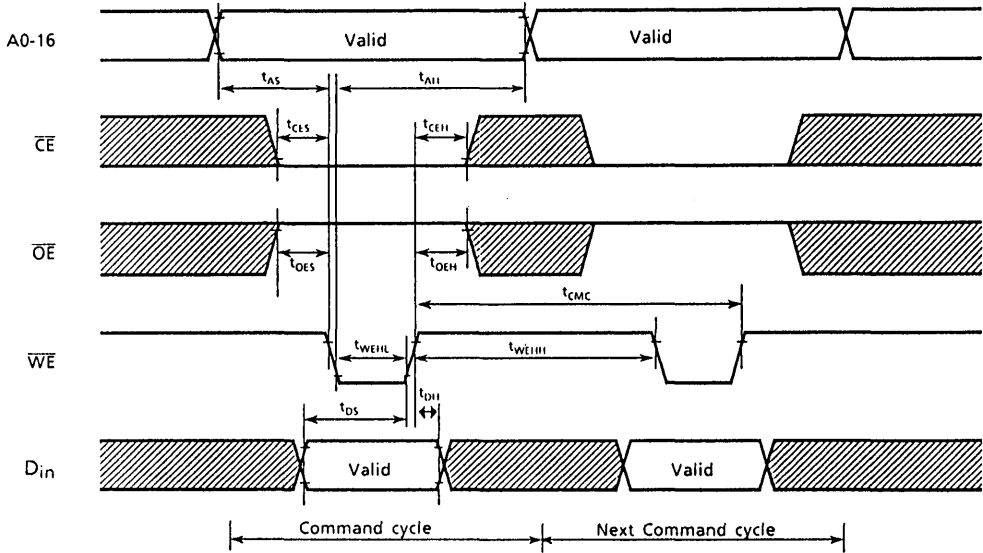 A0-16
Valid
Valid
tAS
tAH
CE
tCES
tCEH
OE
tOES
tOEH
tCMC
WE
tWEHL
tWEHH
tDS
tDH
Din
Valid
Valid
Command cycle
Next Command cycle